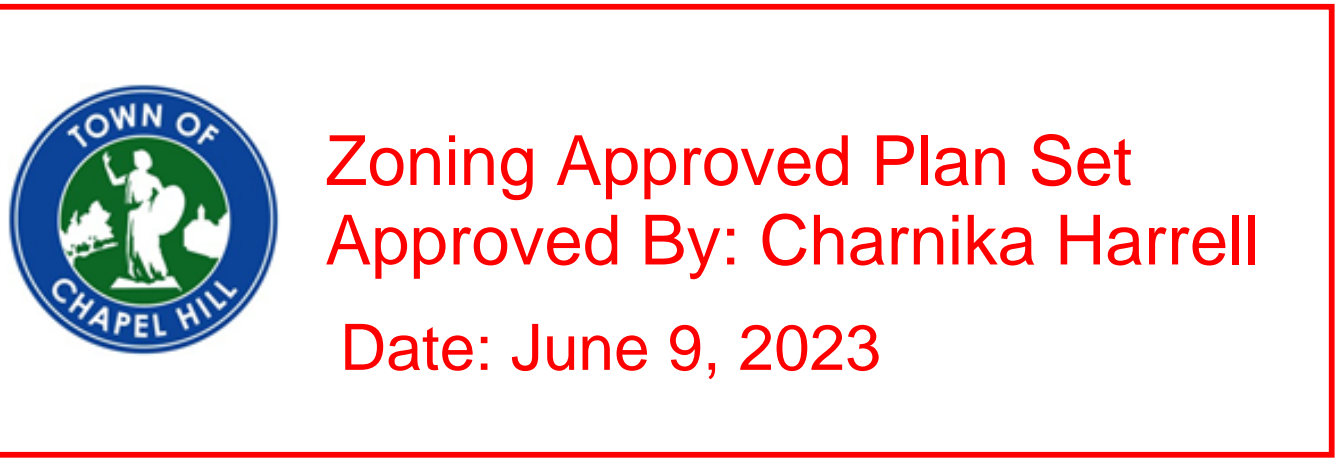 TOWN OF
CHAPEL HILL
Zoning Approved Plan Set
Approved By: Charnika Harrell
Date: June 9, 2023